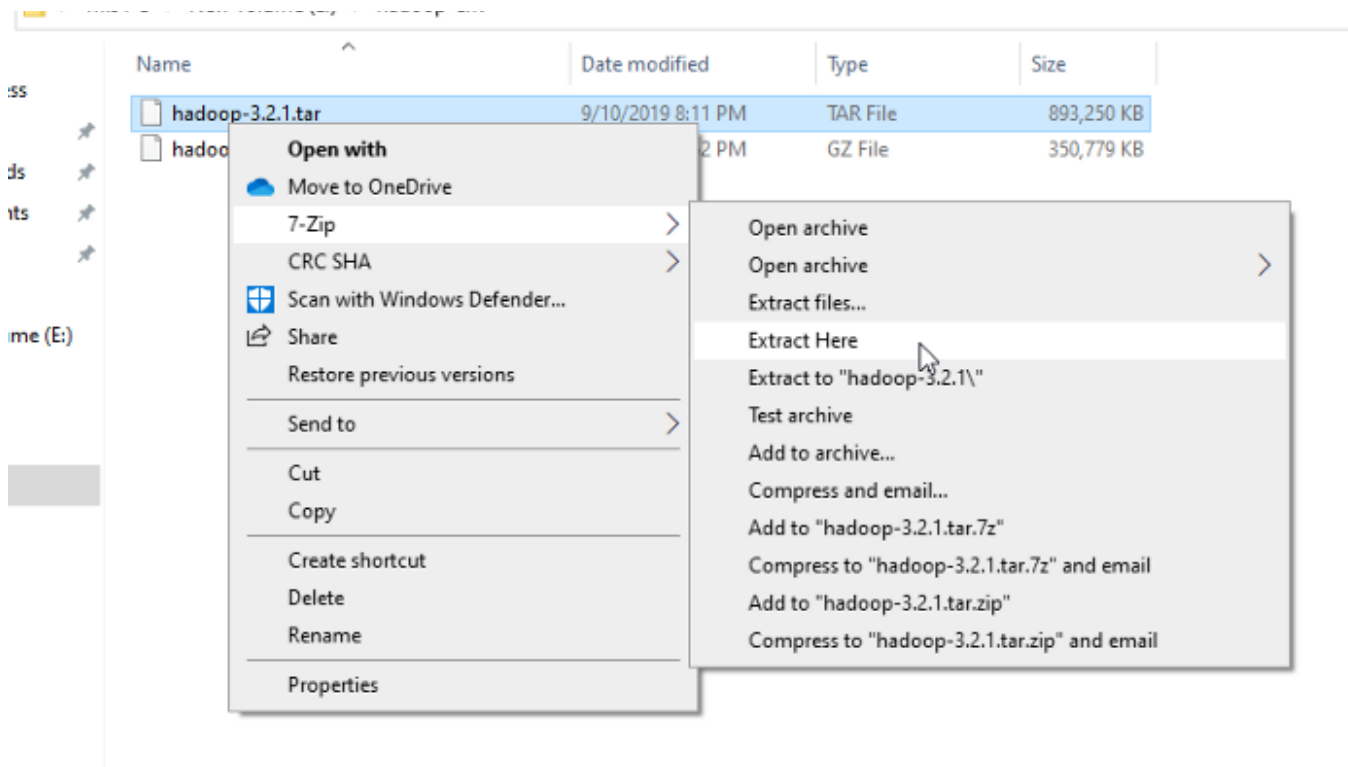 Name Date modified Type Size
ess
hadoop-3.2.1.tar 9/10/2019 8:11 PM TAR File 893,250 KB
hadoo 2 PM GZ File 350,779 KB
ds
nts
ume (E:)
Open with
Move to OneDrive
7-Zip
CRC SHA
Scan with Windows Defender...
Share
Restore previous versions
Send to
Cut
Copy
Create shortcut
Delete
Rename
Properties
Open archive
Open archive
Extract files...
Extract Here
Extract to "hadoop-3.2.1\"
Test archive
Add to archive...
Compress and email...
Add to "hadoop-3.2.1.tar.7z"
Compress to "hadoop-3.2.1.tar.7z" and email
Add to "hadoop-3.2.1.tar.zip"
Compress to "hadoop-3.2.1.tar.zip" and email